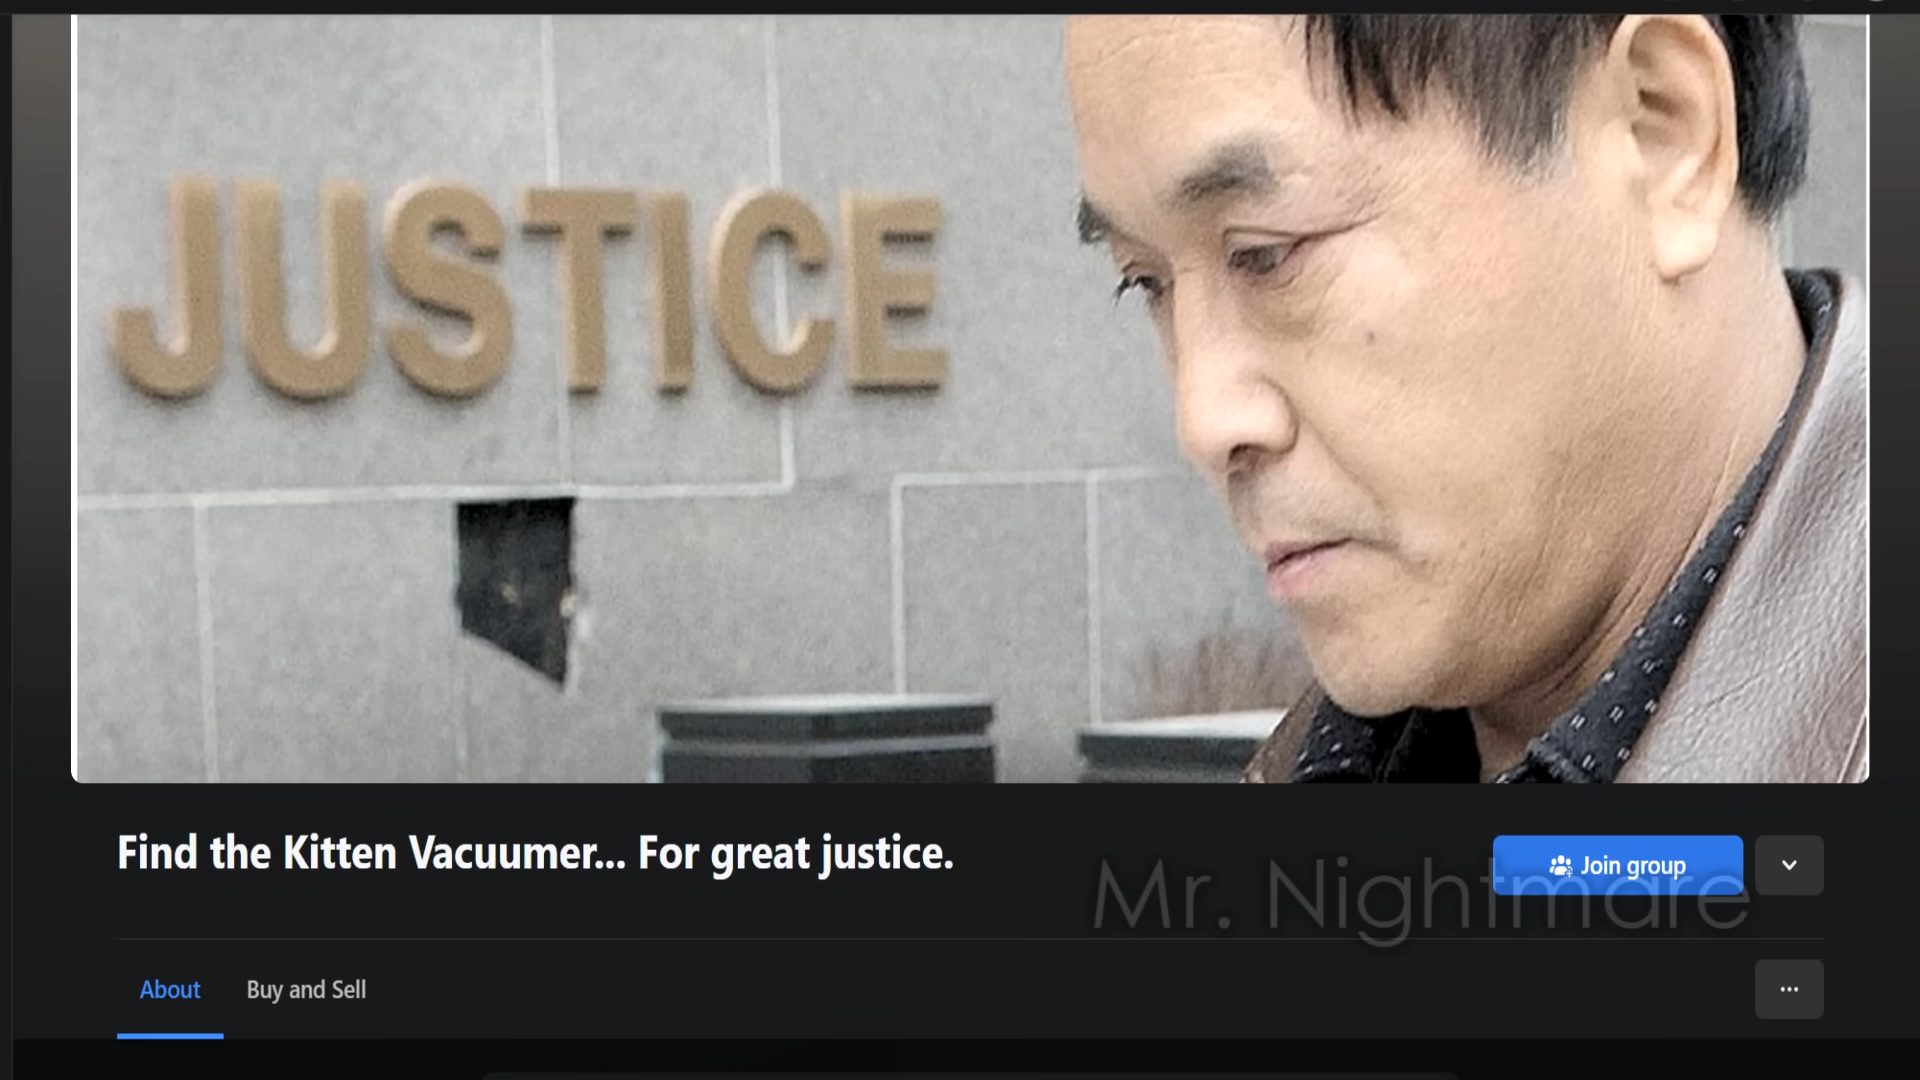 JUSTICE
Find the Kitten Vacuumer... For great justice.
Join group
Mr. Nightmare
About
Buy and Sell